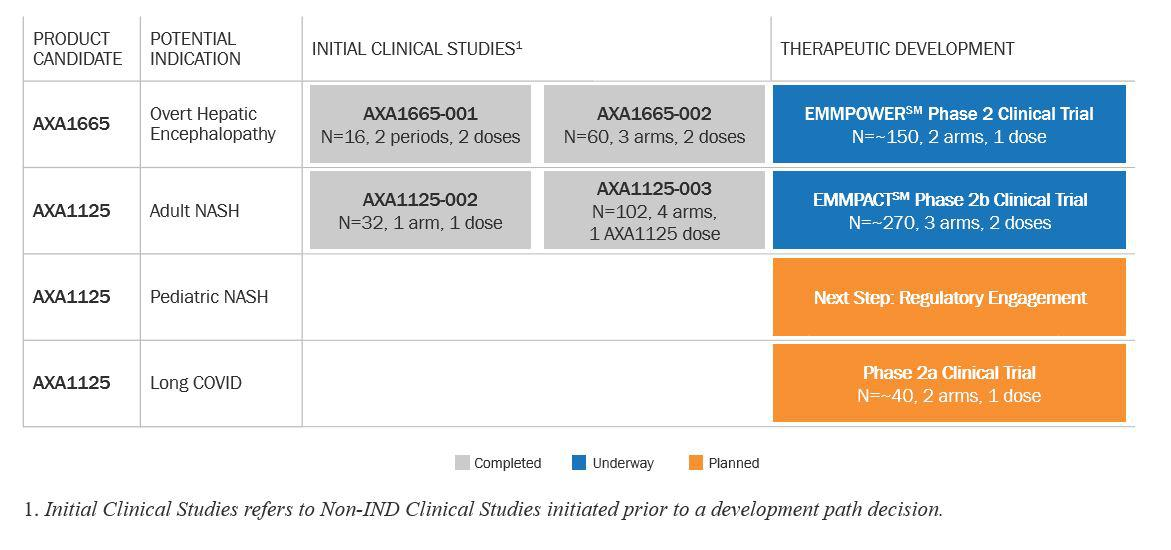 PRODUCT CANDIDATE
POTENTIAL INDICATION
INITIAL CLINICAL STUDIES¹
THERAPEUTIC DEVELOPMENT
AXA1665
Overt Hepatic
Encephalopathy
AXA1665-001
N=16, 2 periods, 2 doses
AXA1665-002
N=60, 3 arms, 2 doses
EMMPOWER℠ Phase 2 Clinical Trial
N=~150, 2 arms, 1 dose
AXA1125
Adult NASH
AXA1125-002
N=32, 1 arm, 1 dose
AXA1125-003
N=102, 4 arms,
1 AXA1125 dose
EMMPACT℠ Phase 2b Clinical Trial
N=~270, 3 arms, 2 doses
AXA1125
Pediatric NASH
Next Step: Regulatory Engagement
AXA1125
Long COVID
Phase 2a Clinical Trial
N=~40, 2 arms, 1 dose
Completed
Underway
Planned
1. Initial Clinical Studies refers to Non-IND Clinical Studies initiated prior to a development path decision.